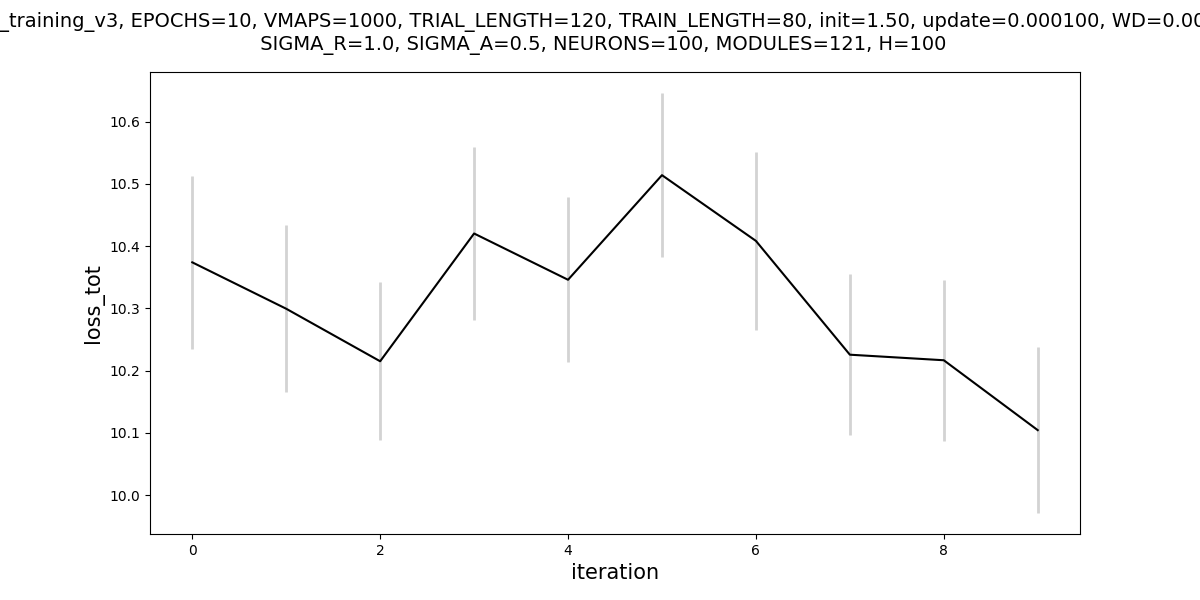 _training_v3, EPOCHS=10, VMAPS=1000, TRIAL_LENGTH=120, TRAIN_LENGTH=80, init=1.50, update=0.000100, WD=0.00
SIGMA_R=1.0, SIGMA_A=0.5, NEURONS=100, MODULES=121, H=100
10.6
10.5
10.4
10.3
10.2
10.1
10.0
loss_tot
0 2 4 6 8
iteration